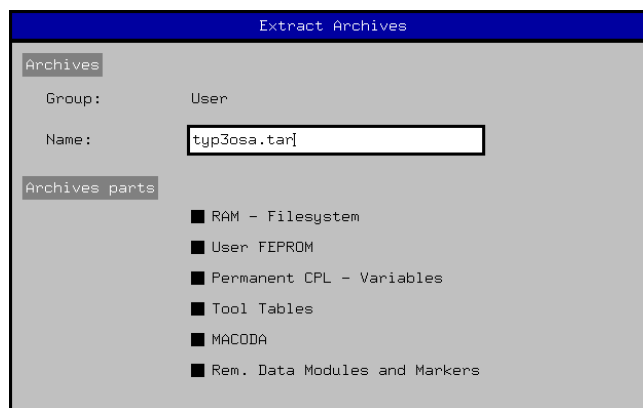 Extract Archives
Archives
Group: User
Name: typ3osa.tar
Archives parts
RAM - Filesystem
User FEPROM
Permanent CPL - Variables
Tool Tables
MACODA
Rem. Data Modules and Markers